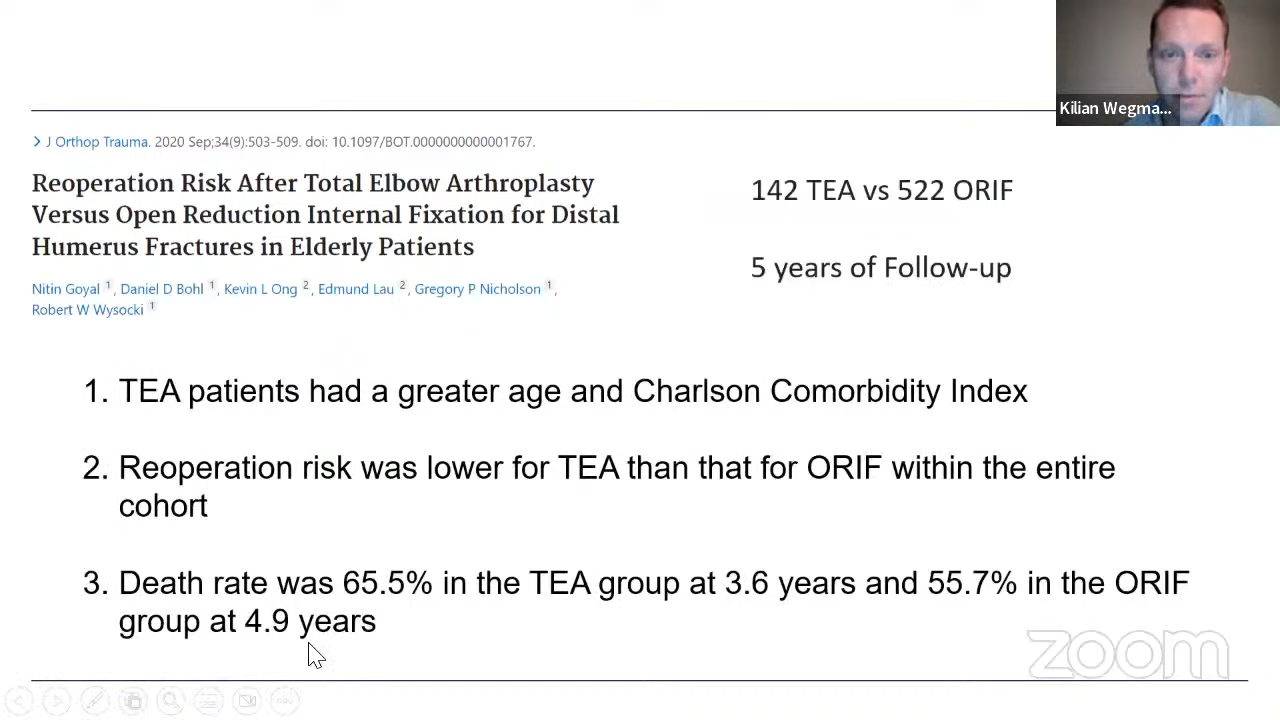 Kilian Wegma...
J Orthop Trauma. 2020 Sep;34(9):503-509. doi: 10.1097/BOT.0000000000001767.
Reoperation Risk After Total Elbow Arthroplasty
Versus Open Reduction Internal Fixation for Distal
Humerus Fractures in Elderly Patients
Nitin Goyal 1, Daniel D Bohl 1, Kevin L Ong 2, Edmund Lau 2, Gregory P Nicholson 1,
Robert W Wysocki 1
142 TEA vs 522 ORIF
5 years of Follow-up
1. TEA patients had a greater age and Charlson Comorbidity Index
2. Reoperation risk was lower for TEA than that for ORIF within the entire
cohort
3. Death rate was 65.5% in the TEA group at 3.6 years and 55.7% in the ORIF
group at 4.9 years
zoom